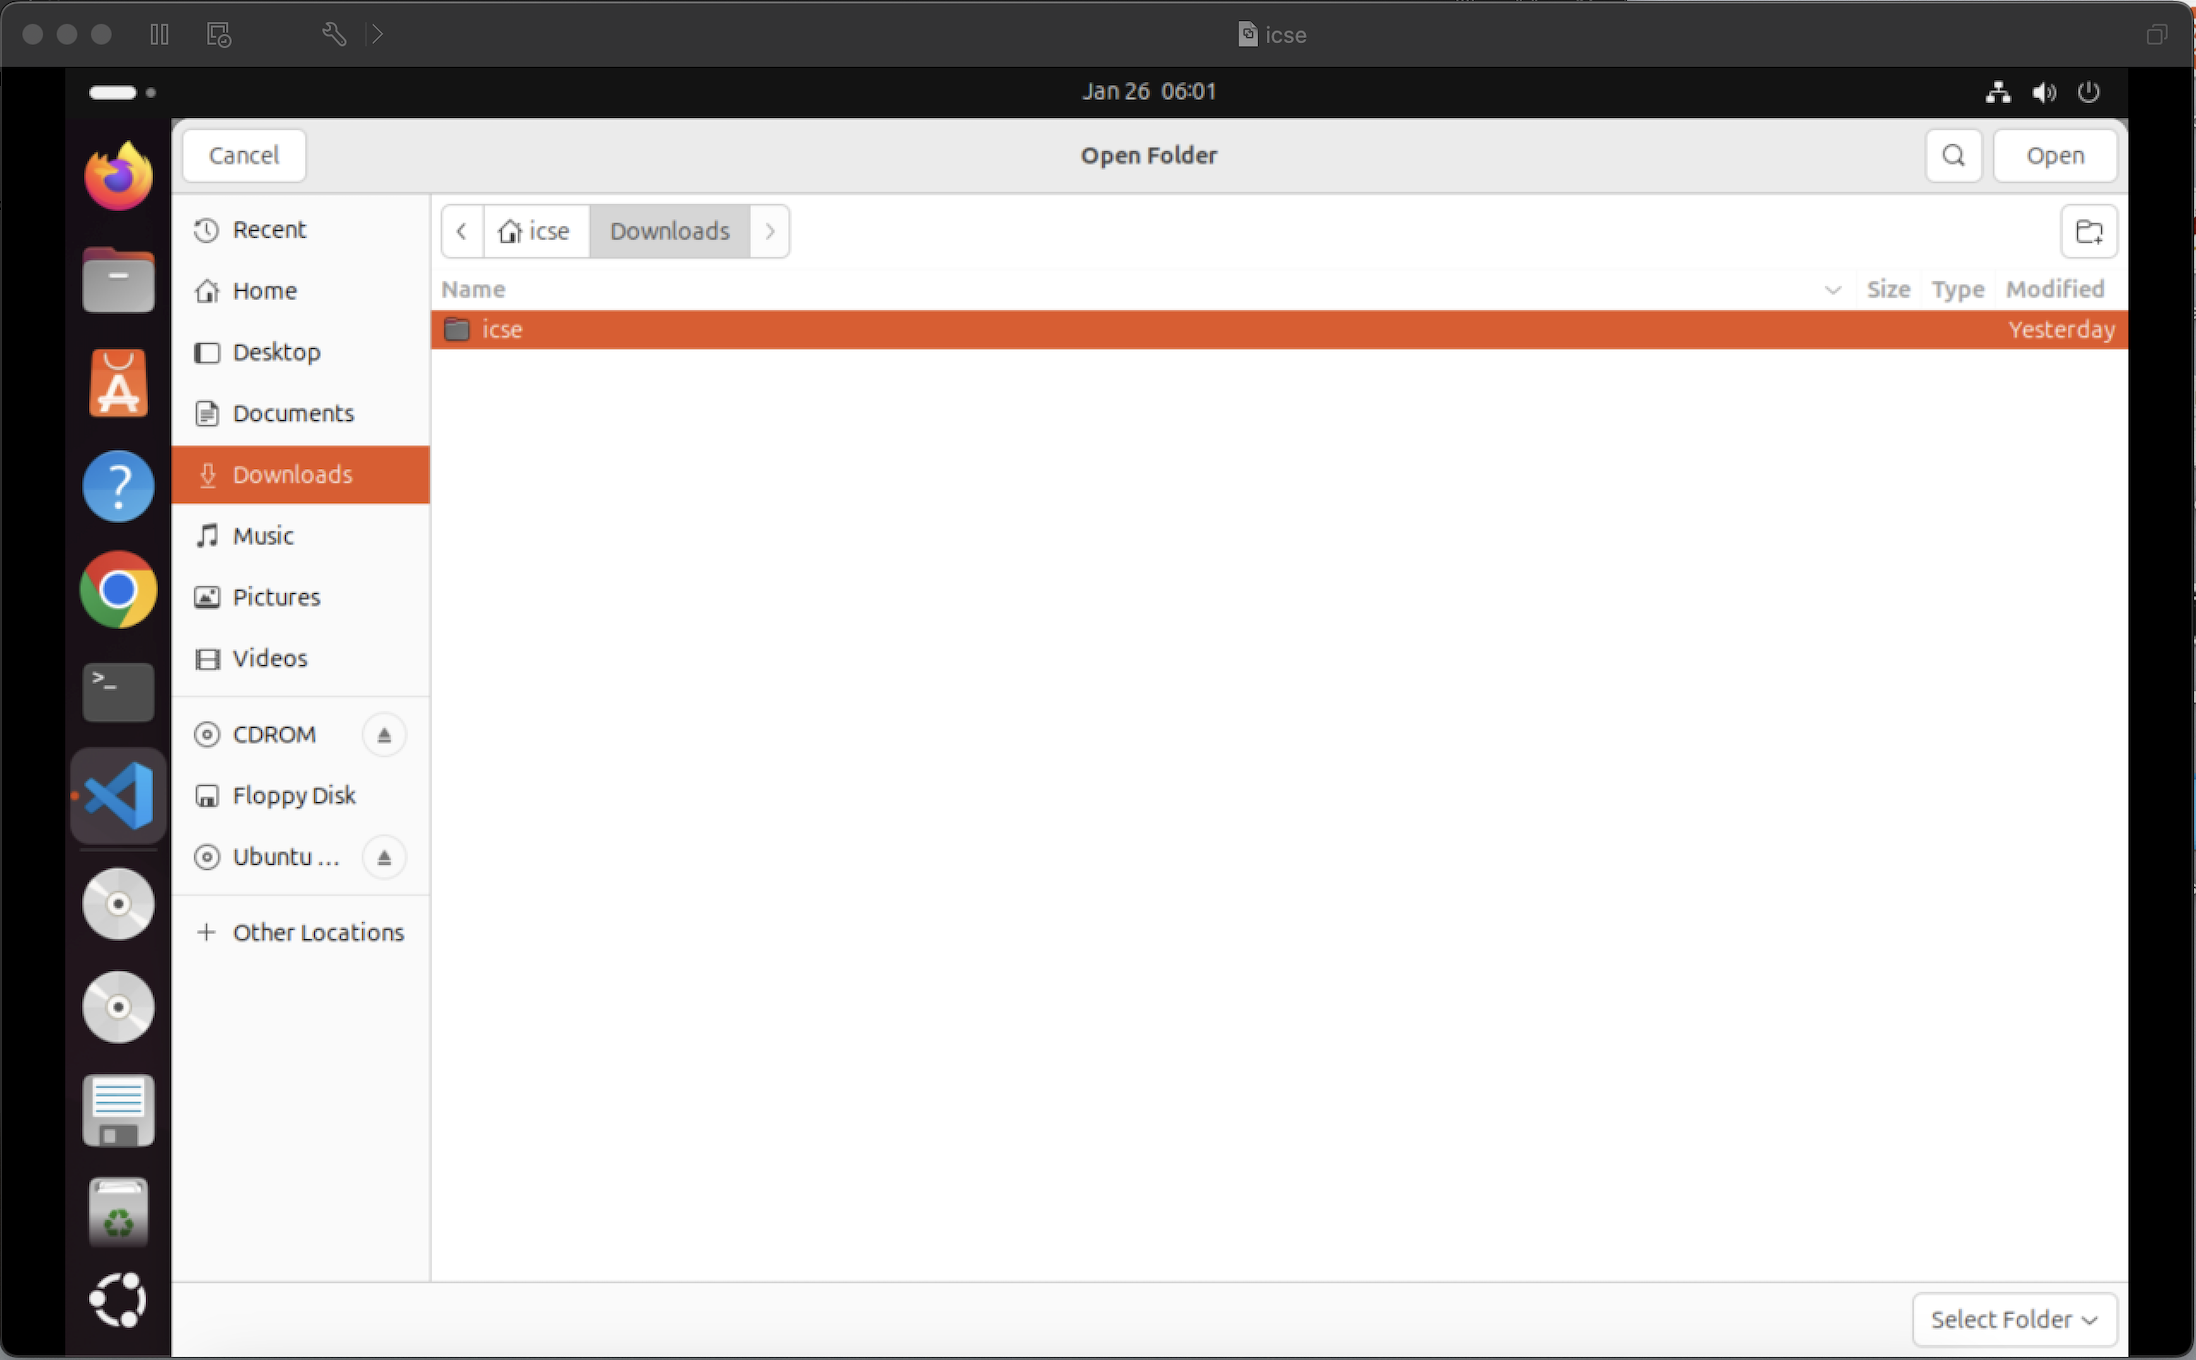 icse
Jan 26 06:01
Cancel
Open Folder
Open
Recent
Home
Desktop
Documents
Downloads
Music
Pictures
Videos
CDROM
Floppy Disk
Ubuntu ...
Other Locations
icse Downloads
Name Size Type Modified
icse Yesterday
Select Folder